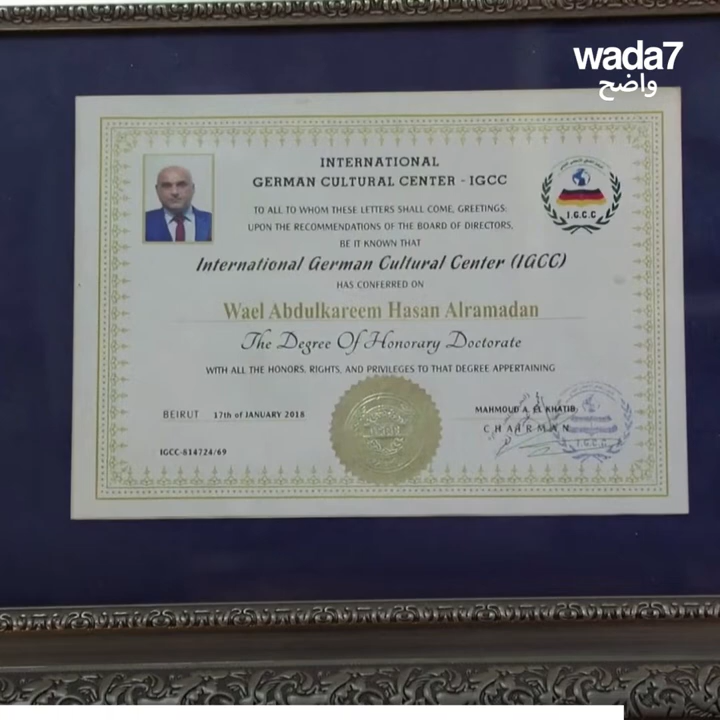 wada7
واضح
INTERNATIONAL
GERMAN CULTURAL CENTER - IGCC
TO ALL TO WHOM THESE LETTERS SHALL COME, GREETINGS:
UPON THE RECOMMENDATIONS OF THE BOARD OF DIRECTORS,
BE IT KNOWN THAT
I.G.C.C
International German Cultural Center (IGCC)
HAS CONFERRED ON
Wael Abdulkareem Hasan Alramadan
The Degree Of Honorary Doctorate
WITH ALL THE HONORS, RIGHTS, AND PRIVILEGES TO THAT DEGREE APPERTAINING
BEIRUT 17th of JANUARY 2018
MAHMOUD A. EL KHATIB
CHAIRMAN
I.G.C.C
IGCC-814724/69